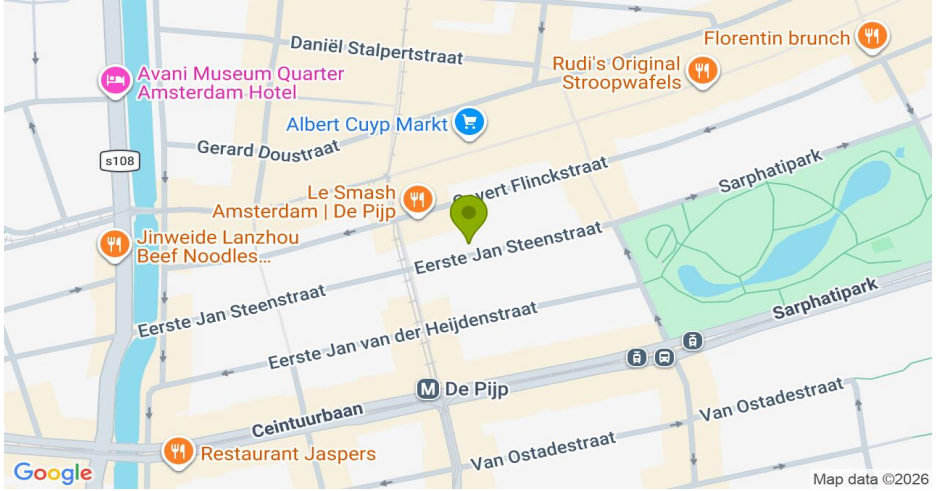 Daniël Stalpertstraat
Florentin brunch
Rudi's Original
Stroopwafels
Avani Museum Quarter
Amsterdam Hotel
Albert Cuyp Markt
s108
Gerard Doustraat
Govert Flinckstraat
Sarphatipark
Le Smash
Amsterdam | De Pijp
Jinweide Lanzhou
Beef Noodles...
Eerste Jan Steenstraat
Eerste Jan Steenstraat
Sarphatipark
Eerste Jan van der Heijdenstraat
M De Pijp
Ceintuurbaan
Van Ostadestraat
Van Ostadestraat
Restaurant Jaspers
Google
Map data ©2026